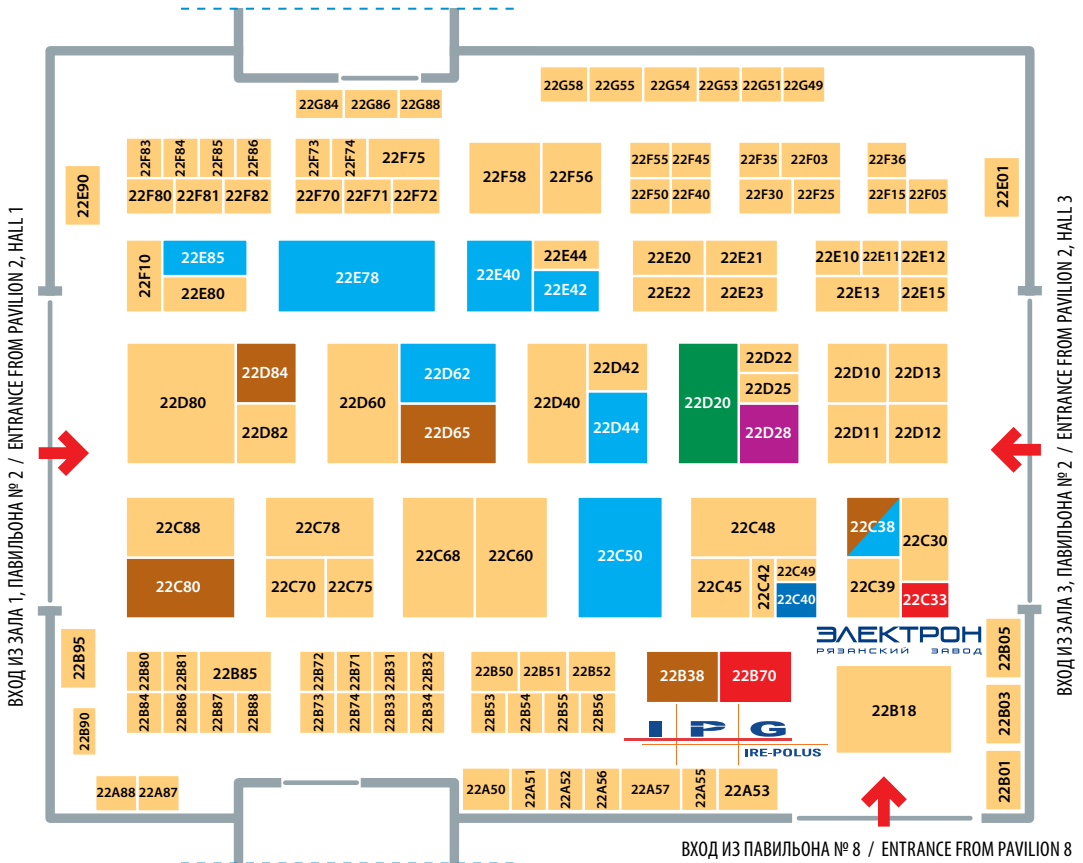 22G58 22G55 22G54 22G53 22G51 22G49
22G84 22G86 22G88
22F83 22F84 22F85 22F86 22F73 22F74 22F75 22F58 22F56 22F55 22F45 22F35 22F03 22F36
22F80 22F81 22F82 22F70 22F71 22F72 22F50 22F40 22F30 22F25 22F15 22F05
22E90
22E01
22F10 22E85 22E78 22E40 22E44 22E20 22E21 22E10 22E11 22E12
22E80 22E42 22E22 22E23 22E13 22E15
22D80 22D84 22D60 22D62 22D40 22D42 22D20 22D22 22D10 22D13
22D25
22D82 22D65 22D44 22D28 22D11 22D12
22C88 22C78 22C68 22C60 22C50 22C48 22C38 22C30
22C80 22C70 22C75 22C45 22C42 22C49 22C39
22C40 22C33
ЭЛЕКТРОН
РЯЗАНСКИЙ ЗАВОД
22B95 22B80 22B81 22B85 22B72 22B71 22B31 22B32 22B50 22B51 22B52 22B38 22B70 22B05
22B90 22B84 22B86 22B87 22B88 22B73 22B74 22B33 22B34 22B53 22B54 22B55 22B56 22B18 22B03
IPG
IRE-POLUS
22A88 22A87 22A50 22A51 22A52 22A56 22A57 22A55 22A53 22B01
ВХОД ИЗ ЗАЛА 1, ПАВИЛЬОНА № 2 / ENTRANCE FROM PAVILION 2, HALL 1
ВХОД ИЗ ЗАЛА 3, ПАВИЛЬОНА № 2 / ENTRANCE FROM PAVILION 2, HALL 3
ВХОД ИЗ ПАВИЛЬОНА № 8 / ENTRANCE FROM PAVILION 8